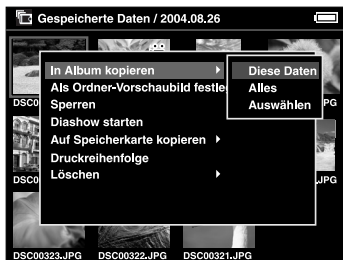 Gespeicherte Daten / 2004.08.26
In Album kopieren
Diese Daten
Als Ordner-Vorschaubild festle
Alles
Sperren
Auswählen
Diashow starten
Auf Speicherkarte kopieren
Druckreihenfolge
Löschen
DSC0
PG
DSC0
JPG
DSC00323.JPG DSC00322.JPG DSC00321.JPG